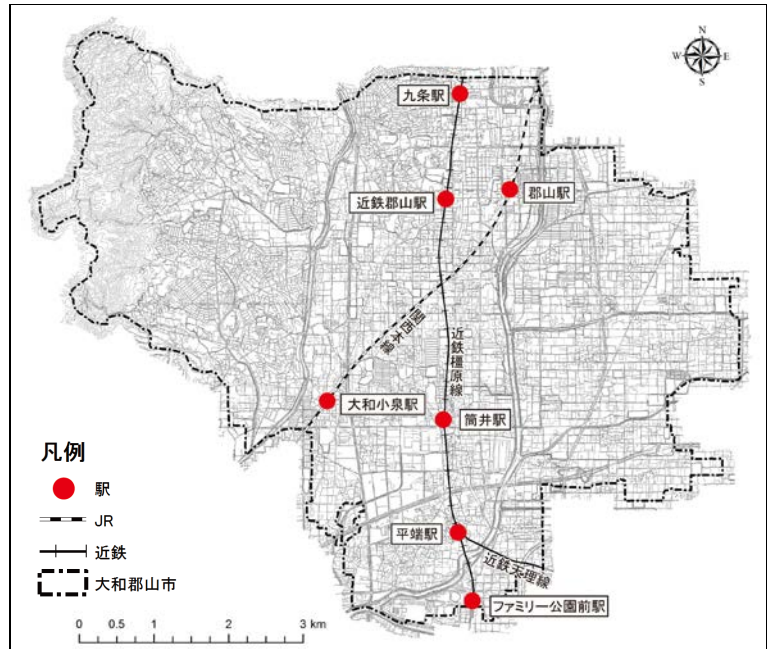 N
W E
S
九条駅
近鉄郡山駅
郡山駅
関西本線
近鉄橿原線
大和小泉駅
筒井駅
平端駅
近鉄天理線
ファミリー公園前駅
凡例
駅
JR
近鉄
大和郡山市
0 0.5 1 2 3 km